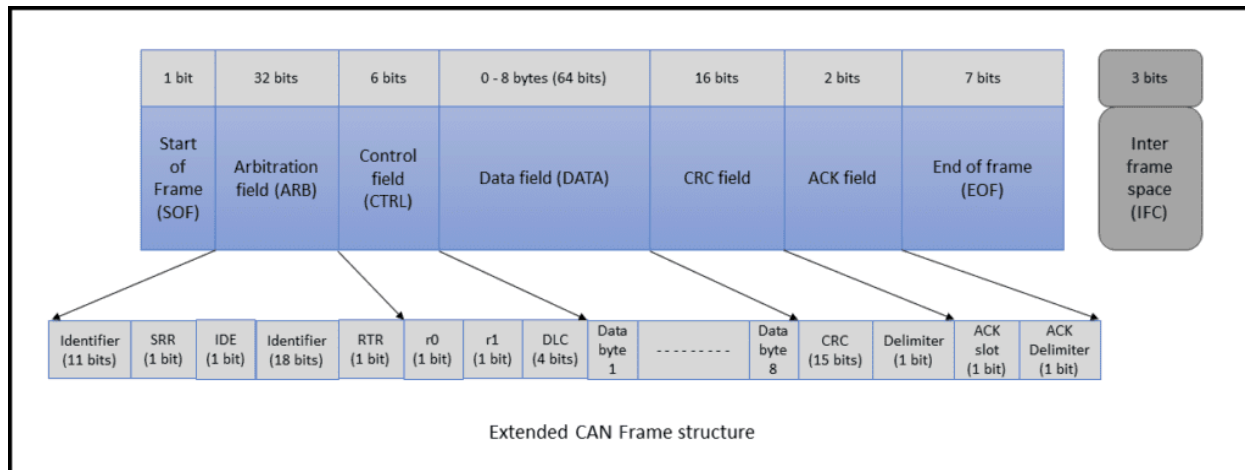 1 bit
32 bits
6 bits
0 - 8 bytes (64 bits)
16 bits
2 bits
7 bits
3 bits
Start
of
Frame
(SOF)
Arbitration
field (ARB)
Control
field
(CTRL)
Data field (DATA)
CRC field
ACK field
End of frame
(EOF)
Inter
frame
space
(IFC)
Identifier
(11 bits)
SRR
(1 bit)
IDE
(1 bit)
Identifier
(18 bits)
RTR
(1 bit)
r0
(1 bit)
r1
(1 bit)
DLC
(4 bits)
Data
byte
1
- - - - - - - - -
Data
byte
8
CRC
(15 bits)
Delimiter
(1 bit)
ACK
slot
(1 bit)
ACK
Delimiter
(1 bit)
Extended CAN Frame structure